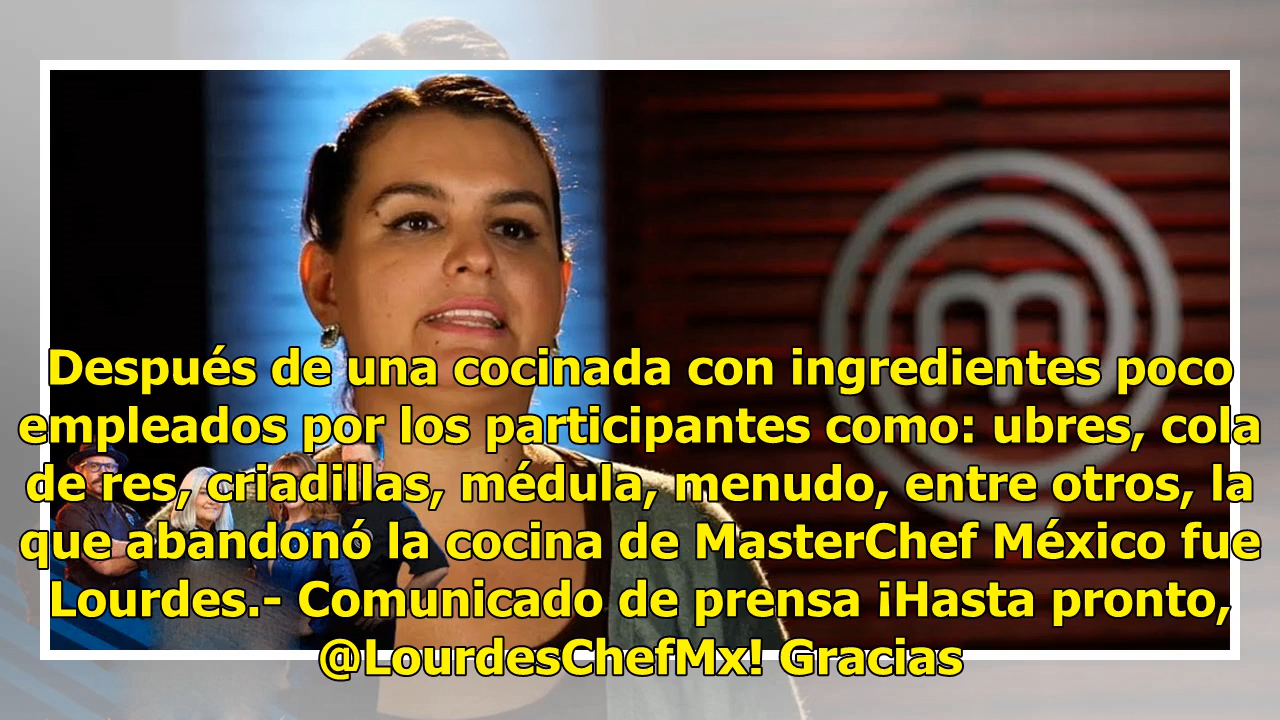 m
Después de una cocinada con ingredientes poco
empleados por los participantes como: ubres, cola
de res, criadillas, médula, menudo, entre otros, la
que abandonó la cocina de MasterChef México fue
Lourdes.- Comunicado de prensa ¡Hasta pronto,
@LourdesChefMx! Gracias